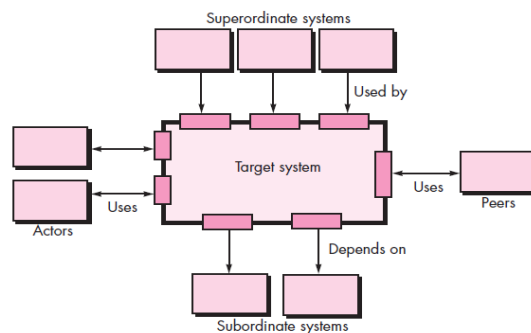 Superordinate systems
Used by
Target system
Uses
Actors
Uses
Peers
Depends on
Subordinate systems